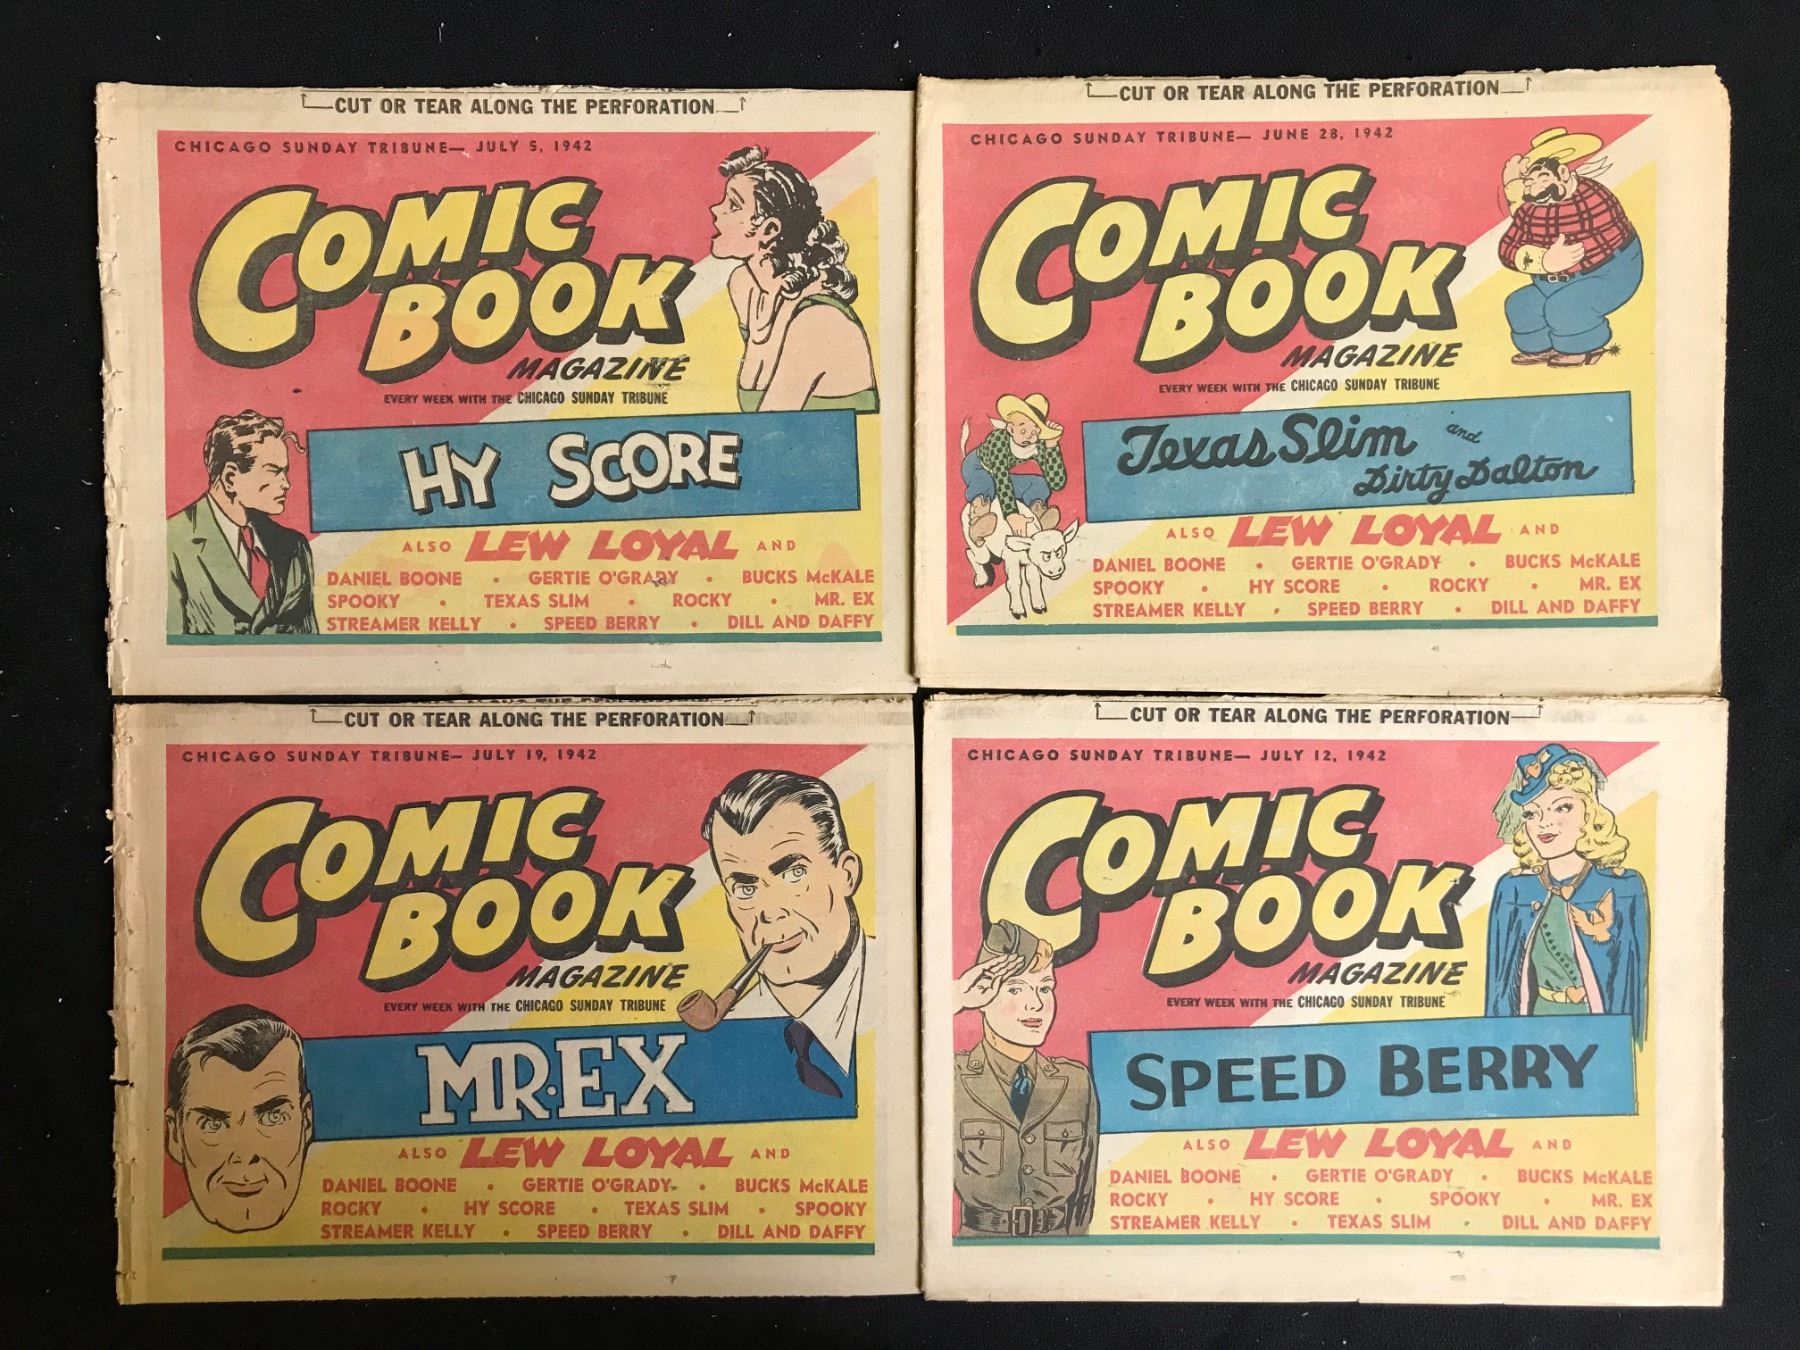 CUT OR TEAR ALONG THE PERFORATION
CHICAGO SUNDAY TRIBUNE— JULY 5, 1942
COMIC
BOOK
MAGAZINE
EVERY WEEK WITH THE CHICAGO SUNDAY TRIBUNE
HY SCORE
ALSO LEW LOYAL AND
DANIEL BOONE • GERTIE O'GRADY • BUCKS McKALE
SPOOKY • TEXAS SLIM • ROCKY • MR. EX
STREAMER KELLY • SPEED BERRY • DILL AND DAFFY
CUT OR TEAR ALONG THE PERFORATION
CHICAGO SUNDAY TRIBUNE— JUNE 28, 1942
COMIC
BOOK
MAGAZINE
EVERY WEEK WITH THE CHICAGO SUNDAY TRIBUNE
Texas Slim and
Dirty Dalton
ALSO LEW LOYAL AND
DANIEL BOONE • GERTIE O'GRADY • BUCKS McKALE
SPOOKY • HY SCORE • ROCKY • MR. EX
STREAMER KELLY • SPEED BERRY • DILL AND DAFFY
CUT OR TEAR ALONG THE PERFORATION
CHICAGO SUNDAY TRIBUNE— JULY 19, 1942
COMIC
BOOK
MAGAZINE
EVERY WEEK WITH THE CHICAGO SUNDAY TRIBUNE
MR. EX
ALSO LEW LOYAL AND
DANIEL BOONE • GERTIE O'GRADY • BUCKS McKALE
ROCKY • HY SCORE • TEXAS SLIM • SPOOKY
STREAMER KELLY • SPEED BERRY • DILL AND DAFFY
CUT OR TEAR ALONG THE PERFORATION
CHICAGO SUNDAY TRIBUNE— JULY 12, 1942
COMIC
BOOK
MAGAZINE
EVERY WEEK WITH THE CHICAGO SUNDAY TRIBUNE
SPEED BERRY
ALSO LEW LOYAL AND
DANIEL BOONE • GERTIE O'GRADY • BUCKS McKALE
ROCKY • HY SCORE • SPOOKY • MR. EX
STREAMER KELLY • TEXAS SLIM • DILL AND DAFFY